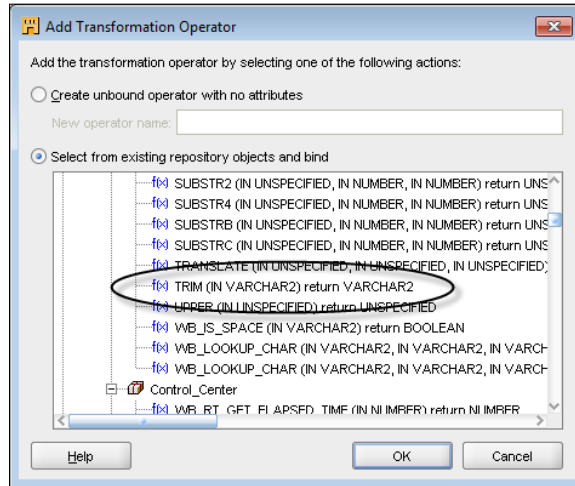 Add Transformation Operator
Add the transformation operator by selecting one of the following actions:
Create unbound operator with no attributes
New operator name:
Select from existing repository objects and bind
f(x) SUBSTR2 (IN UNSPECIFIED, IN NUMBER, IN NUMBER) return UNS
f(x) SUBSTR4 (IN UNSPECIFIED, IN NUMBER, IN NUMBER) return UNS
f(x) SUBSTRB (IN UNSPECIFIED, IN NUMBER, IN NUMBER) return UNS
f(x) SUBSTRC (IN UNSPECIFIED, IN NUMBER, IN NUMBER) return UNS
f(x) TRANSLATE (IN UNSPECIFIED, IN UNSPECIFIED, IN UNSPECIFIED)
f(x) TRIM (IN VARCHAR2) return VARCHAR2
f(x) UPPER (IN UNSPECIFIED) return UNSPECIFIED
f(x) WB_IS_SPACE (IN VARCHAR2) return BOOLEAN
f(x) WB_LOOKUP_CHAR (IN VARCHAR2, IN VARCHAR2, IN VARCH
f(x) WB_LOOKUP_CHAR (IN VARCHAR2, IN VARCHAR2, IN VARCH
Control_Center
f(x) WB_RT_GET_ELAPSED_TIME (IN NUMBER) return NUMBER
Help
OK
Cancel